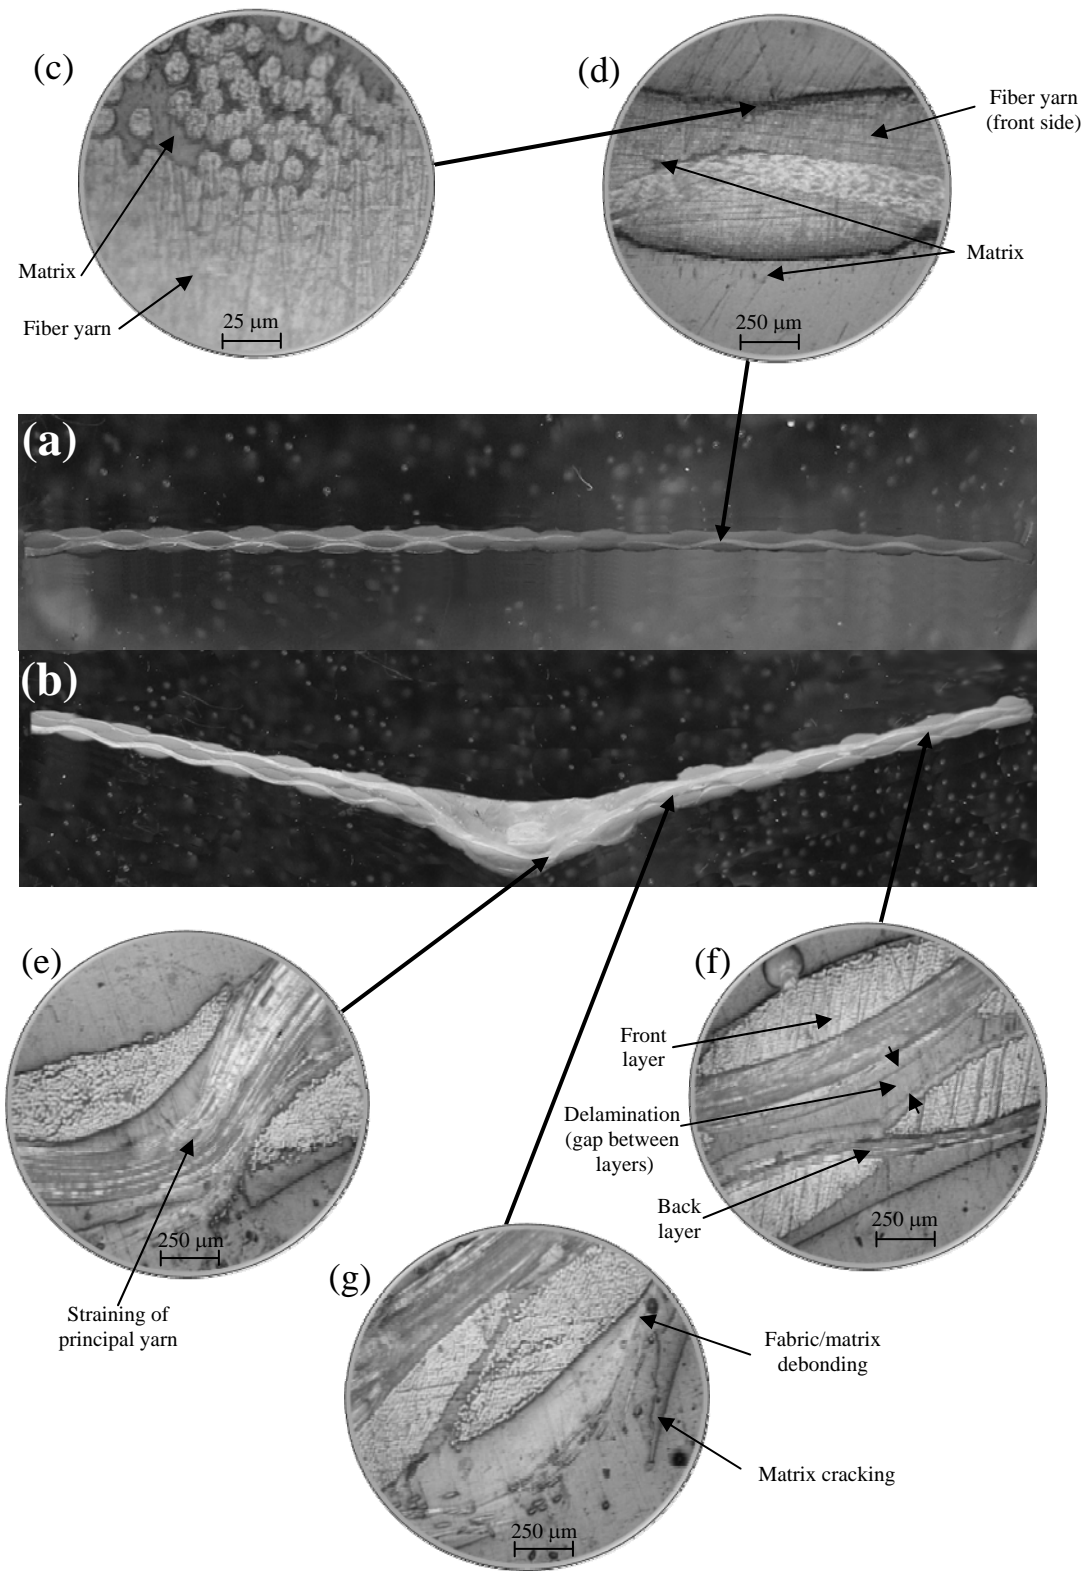 (c)
(d)
Fiber yarn
(front side)
Matrix
Matrix
Fiber yarn
25 μm
250 μm
(a)
(b)
(e)
(f)
Front
layer
Delamination
(gap between
layers)
Back
layer
250 μm
250 μm
(g)
Straining of
principal yarn
Fabric/matrix
debonding
Matrix cracking
250 μm